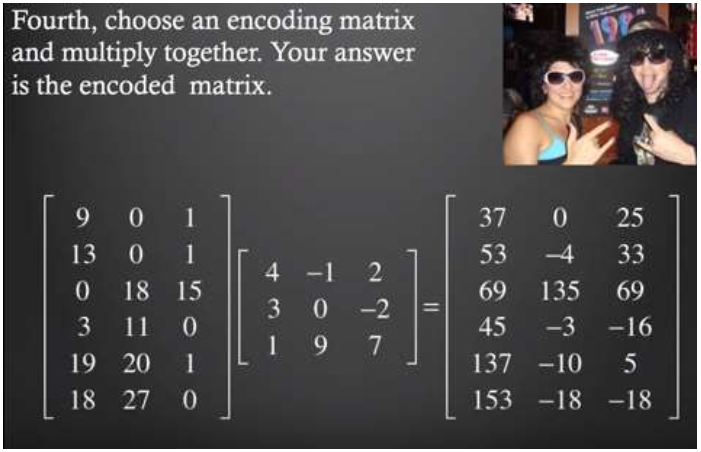 Fourth, choose an encoding matrix
and multiply together. Your answer
is the encoded matrix.
9 0 1
13 0 1
0 18 15
3 11 0
19 20 1
18 27 0
4 -1 2
3 0 -2
1 9 7
=
37 0 25
53 -4 33
69 135 69
45 -3 -16
137 -10 5
153 -18 -18